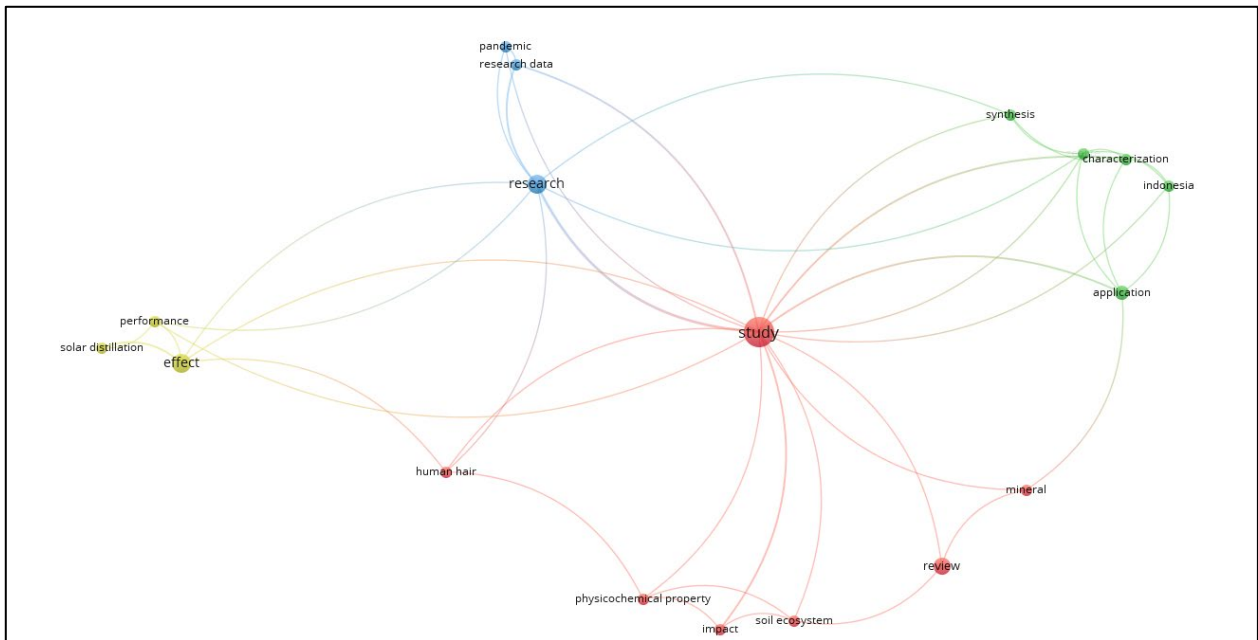 pandemic
research data
synthesis
characterization
research
indonesia
application
performance
study
solar distillation
effect
human hair
mineral
review
physicochemical property
soil ecosystem
impact